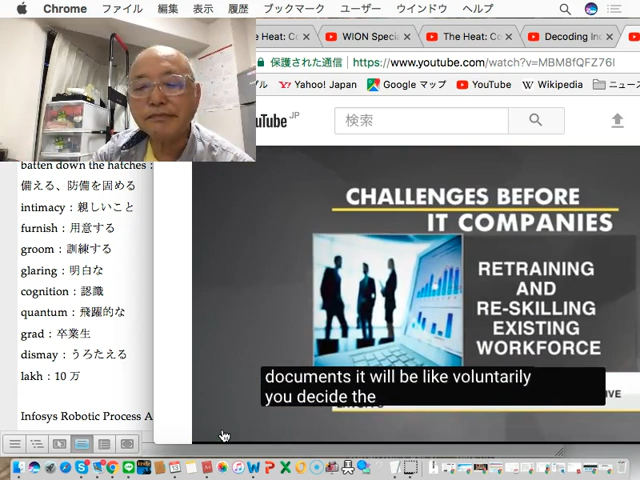 Chrome ファイル 編集 表示 履歴 ブックマーク ユーザー ウインドウ ヘルプ
he Heat: Co
WION Specia
The Heat: Co
Decoding Ind
保護された通信 https://www.youtube.com/watch?v=MBM8fQFZ76I
Yahoo! Japan Google マップ YouTube Wikipedia ニュース
YouTube JP 検索
batten down the hatches :
備える、防備を固める
intimacy : 親しいこと
furnish : 用意する
groom : 訓練する
glaring : 明白な
cognition : 認識
quantum : 飛躍的な
grad : 卒業生
dismay : うろたえる
lakh : 10 万
Infosys Robotic Process A
CHALLENGES BEFORE
IT COMPANIES
RETRAINING
AND
RE-SKILLING
EXISTING
WORKFORCE
documents it will be like voluntarily
you decide the